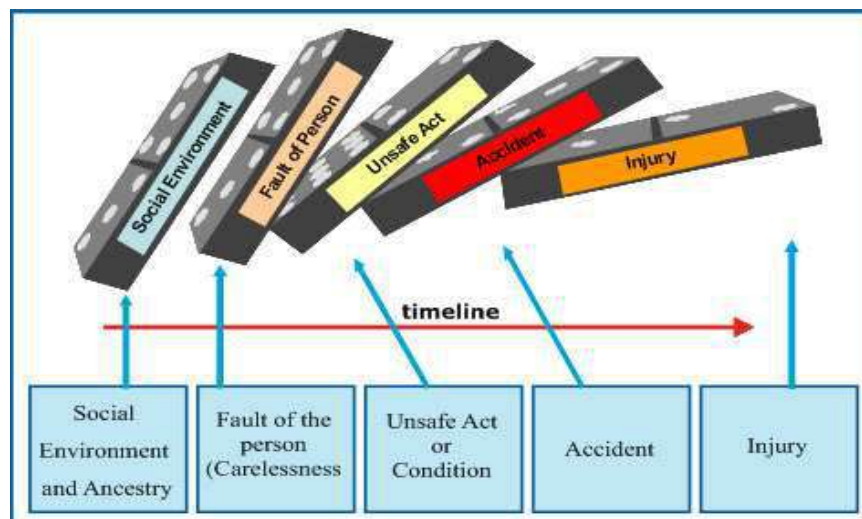 Social Environment
Fault of Person
Unsafe Act
Accident
Injury
timeline
Social
Environment
and Ancestry
Fault of the
person
(Carelessness
Unsafe Act
or
Condition
Accident
Injury